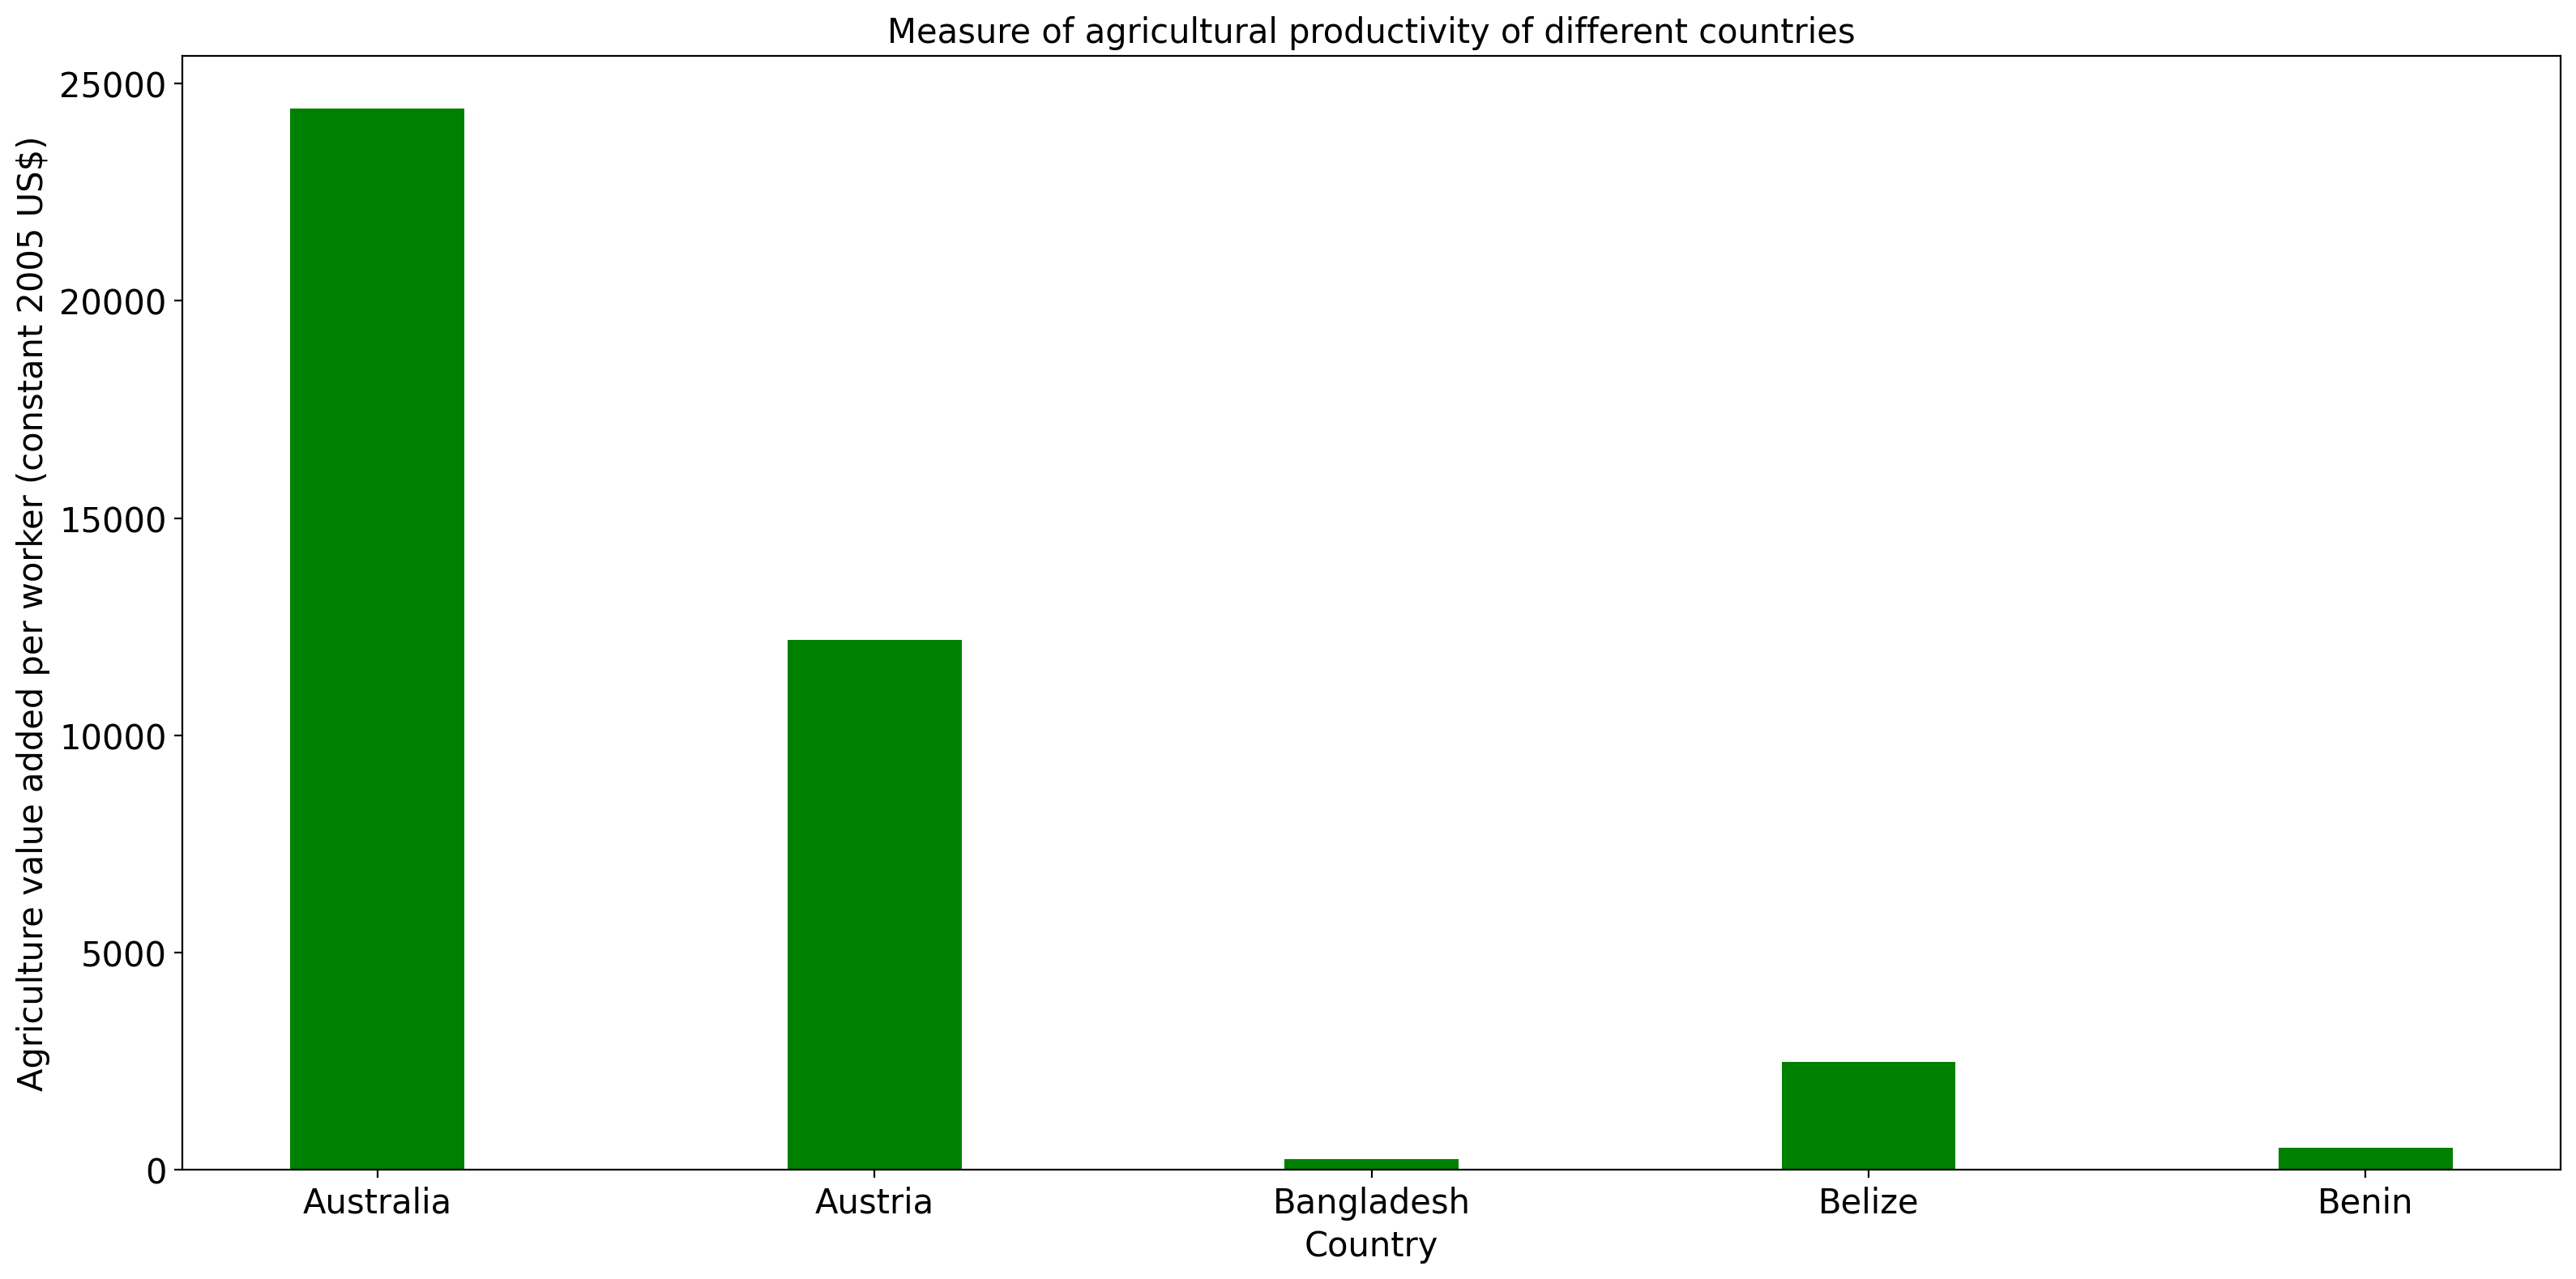 Measure of agricultural productivity of different countries
Agriculture value added per worker (constant 2005 US$)
25000
20000
15000
10000
5000
0
Australia Austria Bangladesh Belize Benin
Country